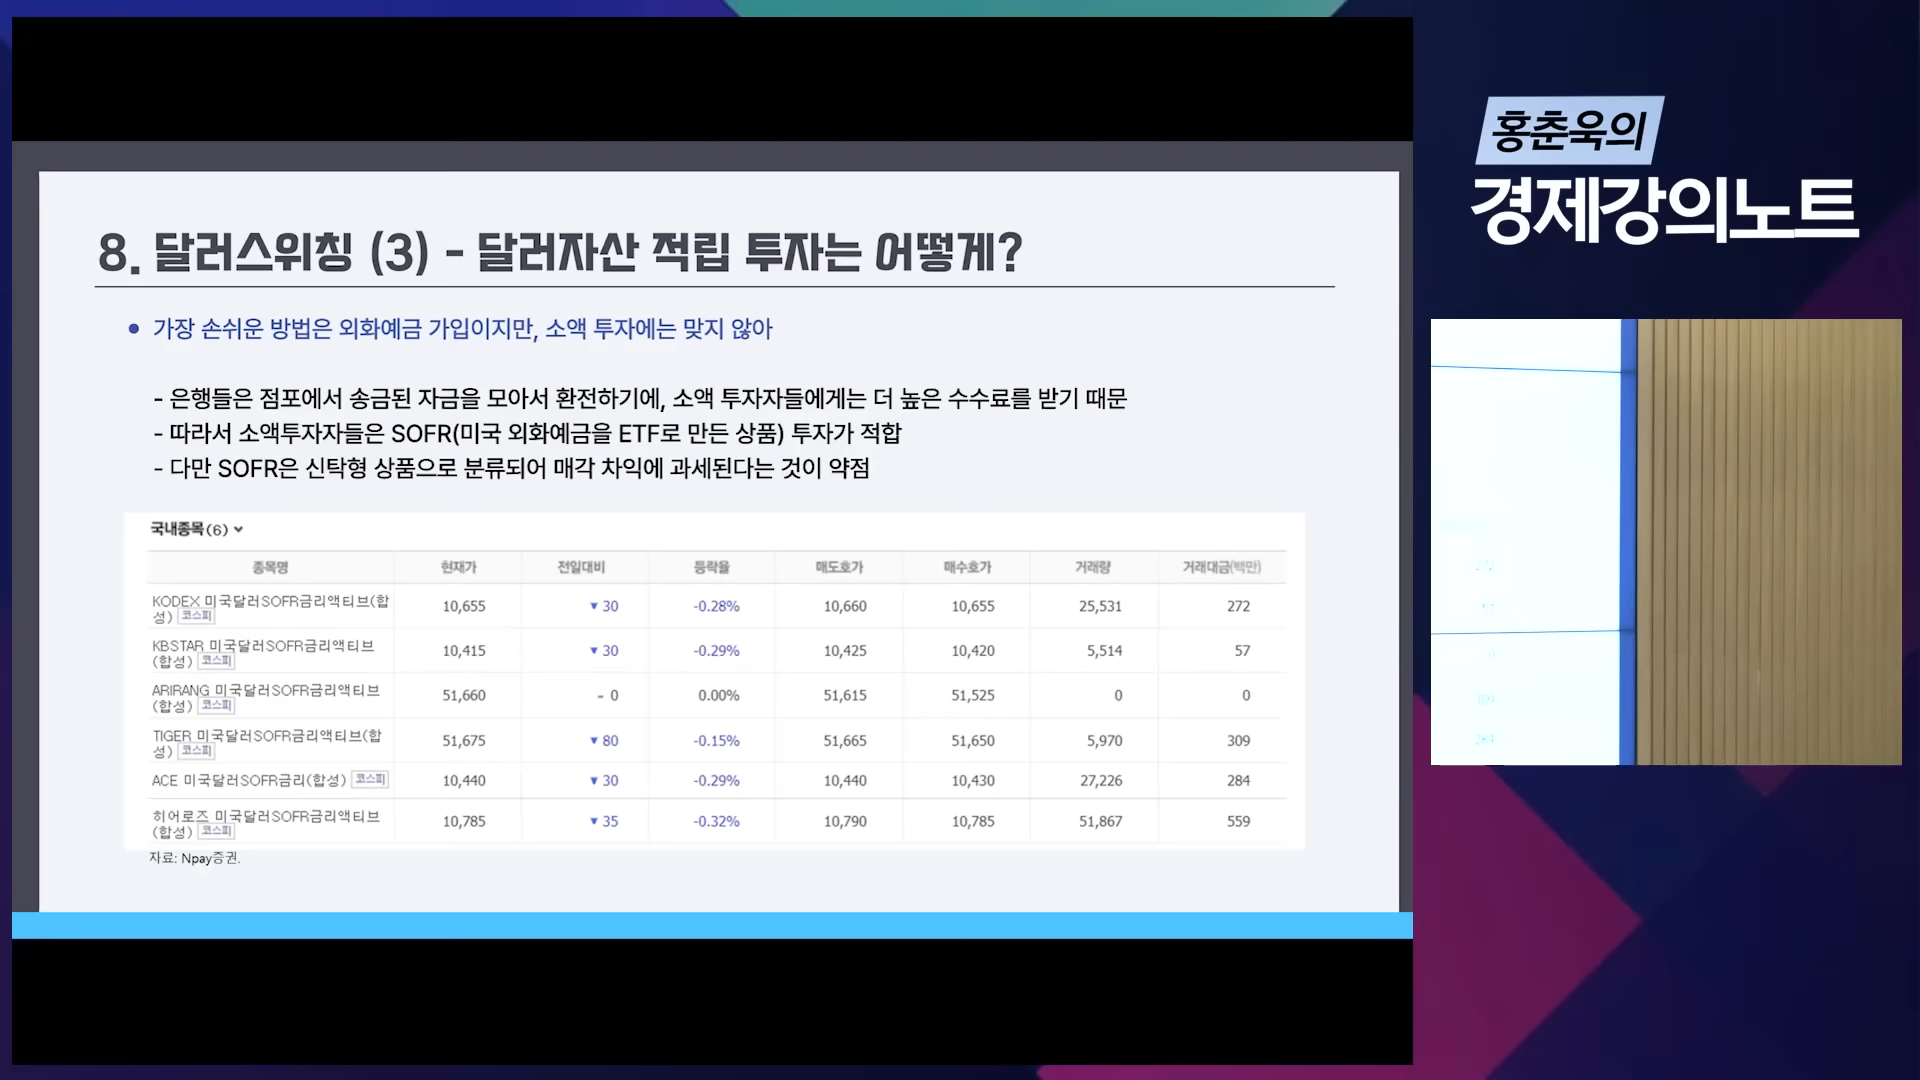 홍춘욱의
경제강의노트
8. 달러스위칭 (3) - 달러자산 적립 투자는 어떻게?
• 가장 손쉬운 방법은 외화예금 가입이지만, 소액 투자에는 맞지 않아
- 은행들은 점포에서 송금된 자금을 모아서 환전하기에, 소액 투자자들에게는 더 높은 수수료를 받기 때문
- 따라서 소액투자자들은 SOFR(미국 외화예금을 ETF로 만든 상품) 투자가 적합
- 다만 SOFR은 신탁형 상품으로 분류되어 매각 차익에 과세된다는 것이 약점
국내종목(6)
종목명 현재가 전일대비 등락율 매도호가 매수호가 거래량 거래대금(백만)
KODEX 미국달러SOFR금리액티브(합
성) 코스피 10,655 ▼ 30 -0.28% 10,660 10,655 25,531 272
KBSTAR 미국달러SOFR금리액티브
(합성) 코스피 10,415 ▼ 30 -0.29% 10,425 10,420 5,514 57
ARIRANG 미국달러SOFR금리액티브
(합성) 코스피 51,660 - 0 0.00% 51,615 51,525 0 0
TIGER 미국달러SOFR금리액티브(합
성) 코스피 51,675 ▼ 80 -0.15% 51,665 51,650 5,970 309
ACE 미국달러SOFR금리(합성) 코스피 10,440 ▼ 30 -0.29% 10,440 10,430 27,226 284
히어로즈 미국달러SOFR금리액티브
(합성) 코스피 10,785 ▼ 35 -0.32% 10,790 10,785 51,867 559
자료: Npay증권.
272
57
0
309
284